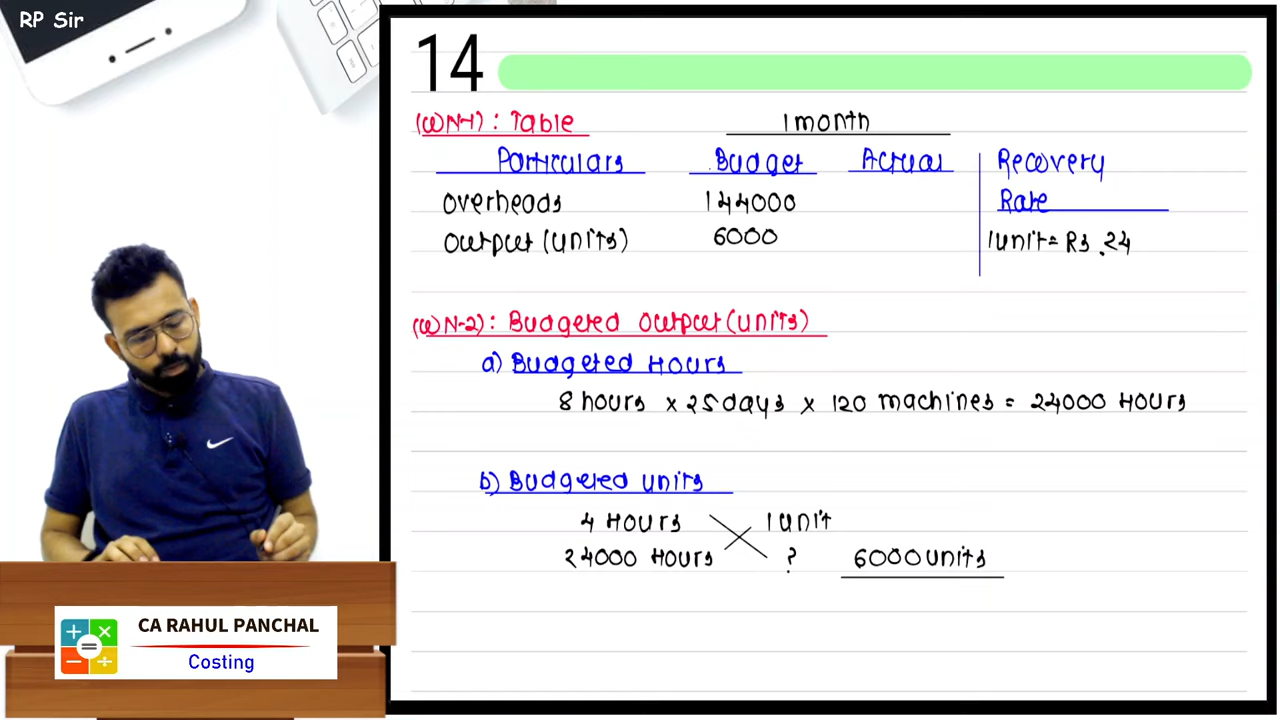 RP Sir
14
(WN-1) : Table 1 month
Particulars Budget Actual Recovery
Rate
overheads 144000
output (units) 6000 1 unit = Rs. 24
(WN-2) : Budgeted output (units)
a) Budgeted Hours
8 hours x 25 days x 120 machines = 24000 Hours
b) Budgeted units
4 Hours 1 unit
24000 Hours ? 6000 units
CA RAHUL PANCHAL
Costing